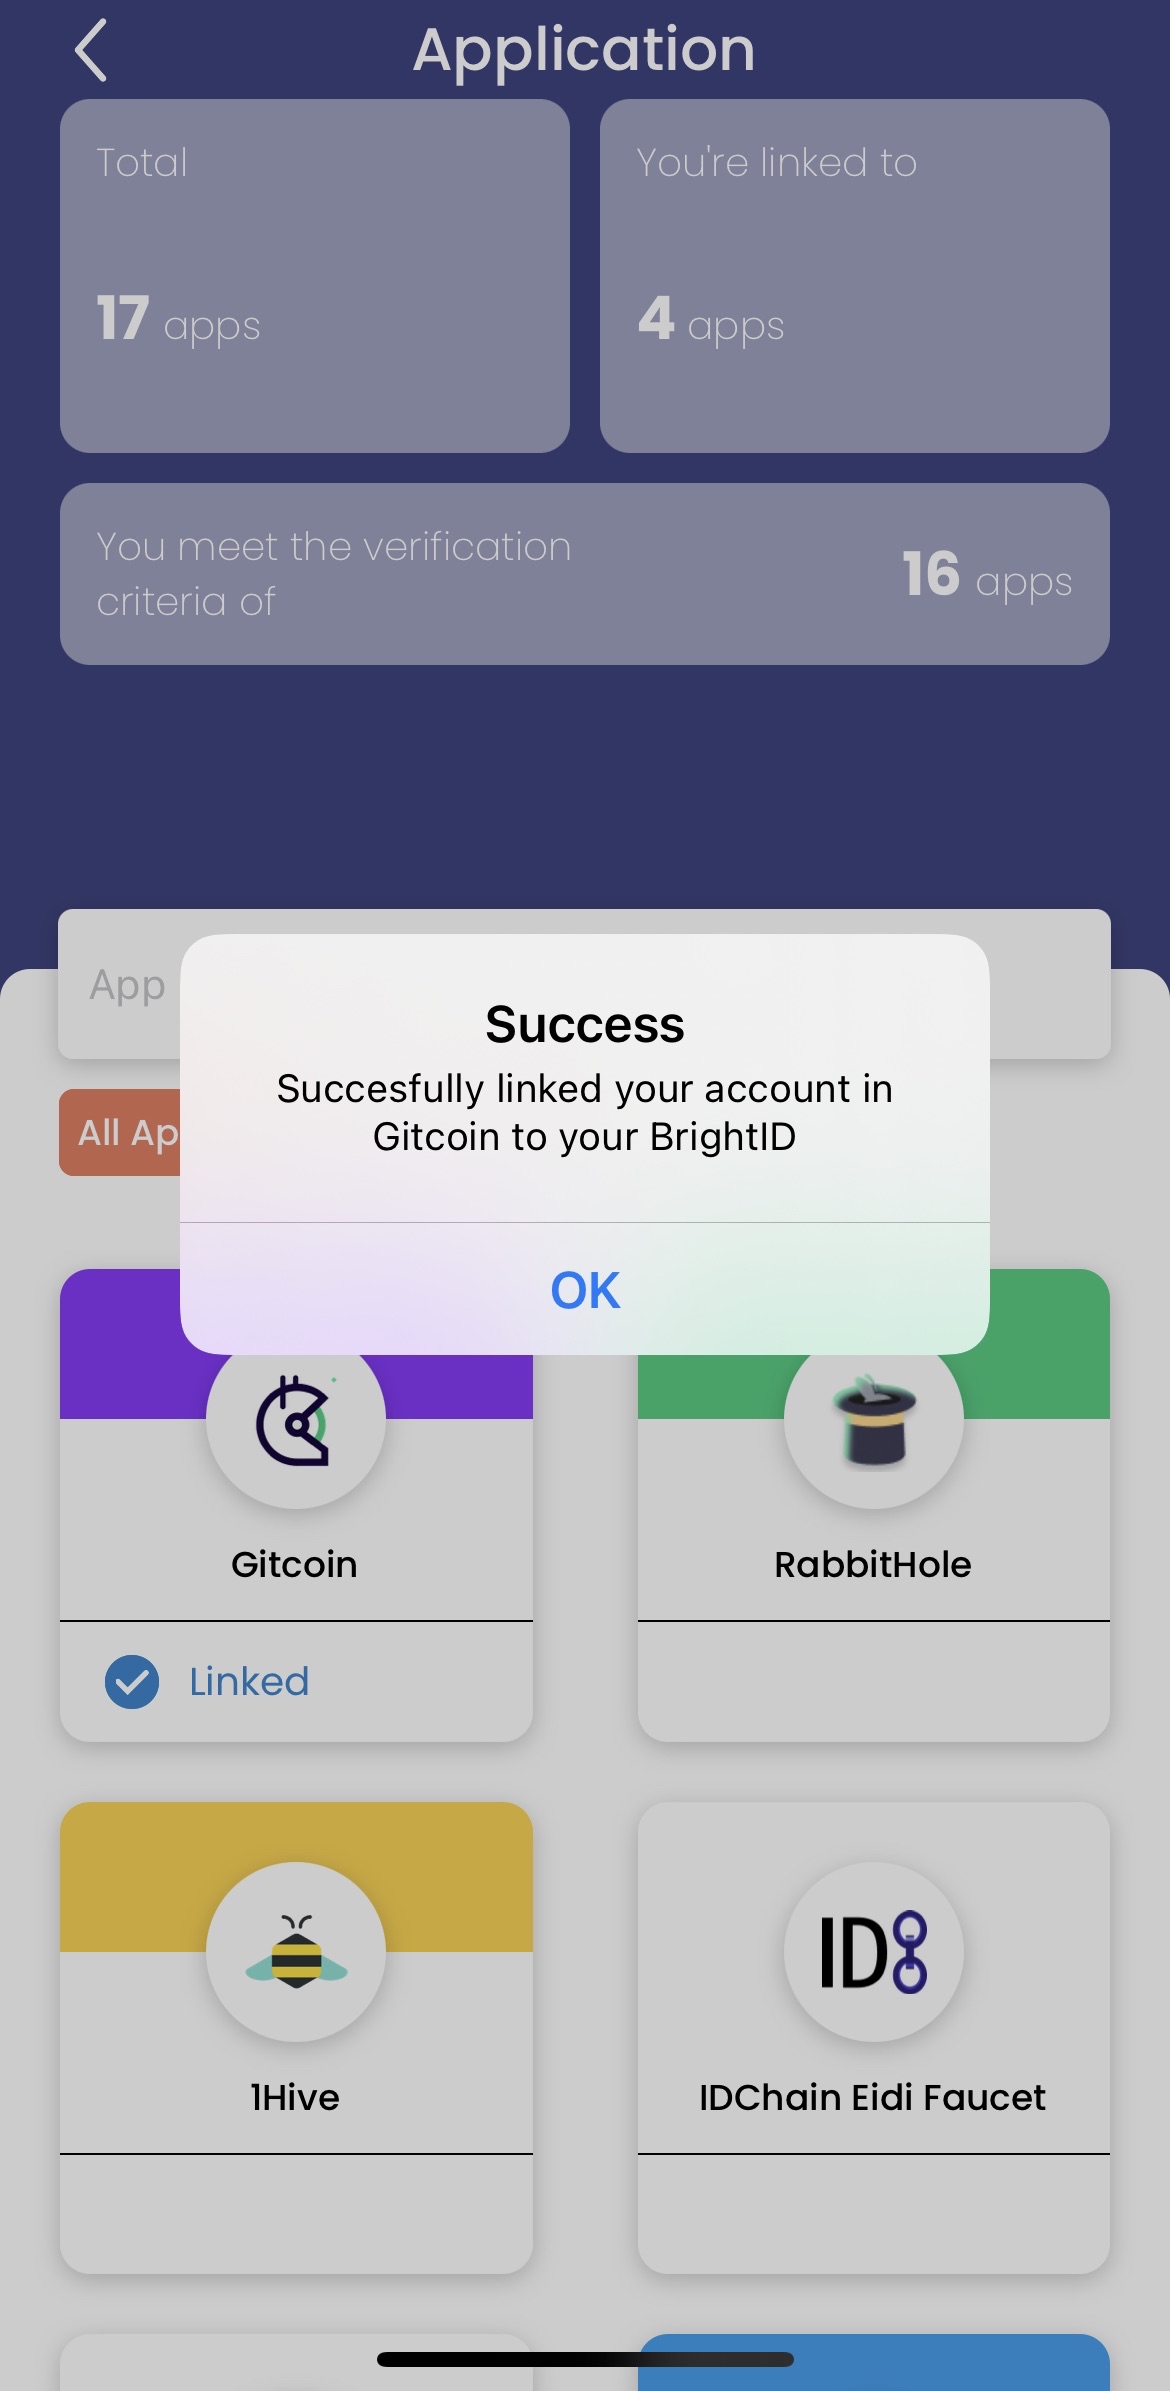 Application
Total
17 apps
You're linked to
4 apps
You meet the verification
criteria of
16 apps
App
All Ap
Success
Succesfully linked your account in
Gitcoin to your BrightID
OK
Gitcoin
Linked
RabbitHole
1Hive
ID
IDChain Eidi Faucet